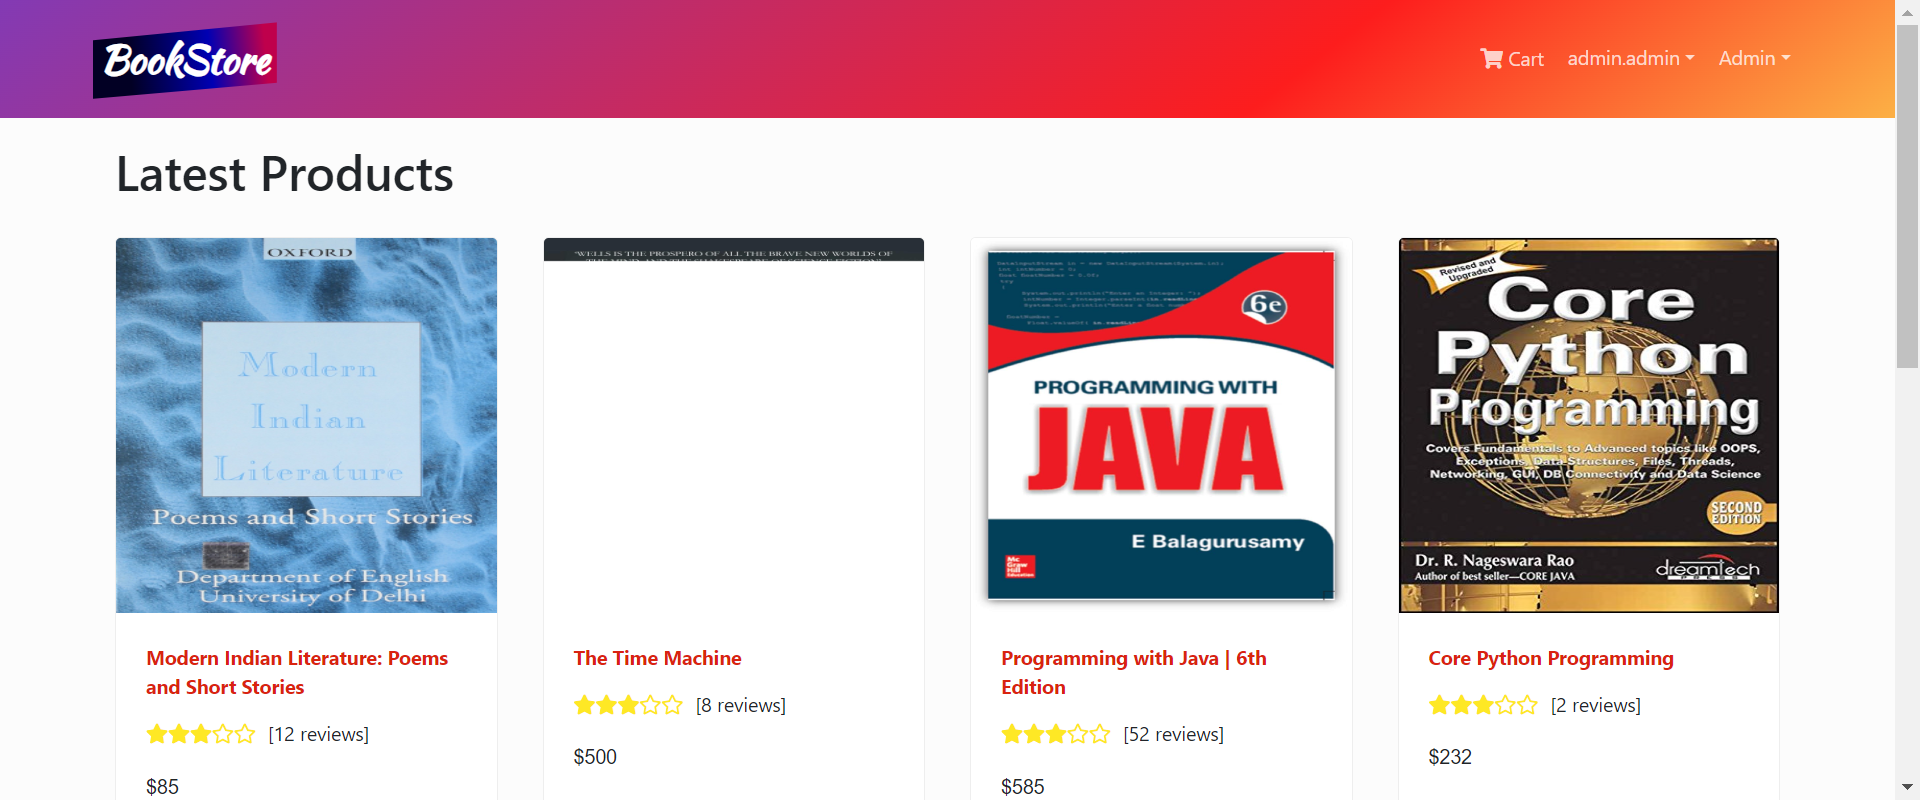 BookStore
Cart
admin.admin
Admin
Latest Products
OXFORD
Modern
Indian
Literature
Poems and Short Stories
Department of English
University of Delhi
Modern Indian Literature: Poems
and Short Stories
[12 reviews]
$85
"WELLS IS THE PROSPERO OF ALL THE BRAVE NEW WORLDS OF
The Time Machine
[8 reviews]
$500
6e
PROGRAMMING WITH
JAVA
E Balagurusamy
Mc
Graw
Hill
Education
Programming with Java | 6th
Edition
[52 reviews]
$585
Revised and
Upgraded
Core
Python
Programming
Covers Fundamentals to Advanced topics like OOPS,
Exceptions, Data Structures, Files, Threads,
Networking, GUI, DB Connectivity and Data Science
SECOND
EDITION
Dr. R. Nageswara Rao
Author of best seller—CORE JAVA
dreamtech
PRESS
Core Python Programming
[2 reviews]
$232